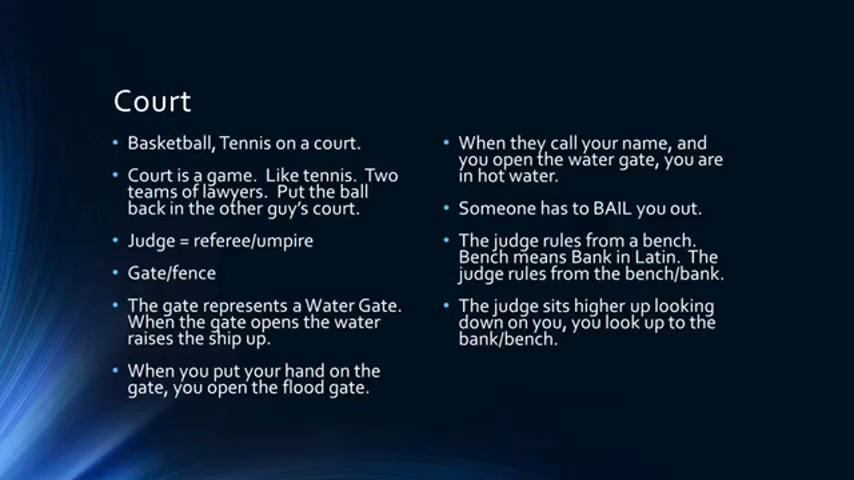 Court
• Basketball, Tennis on a court.
• Court is a game. Like tennis. Two
teams of lawyers. Put the ball
back in the other guy's court.
• Judge = referee/umpire
• Gate/fence
• The gate represents a Water Gate.
When the gate opens the water
raises the ship up.
• When you put your hand on the
gate, you open the flood gate.
• When they call your name, and
you open the water gate, you are
in hot water.
• Someone has to BAIL you out.
• The judge rules from a bench.
Bench means Bank in Latin. The
judge rules from the bench/bank.
• The judge sits higher up looking
down on you, you look up to the
bank/bench.